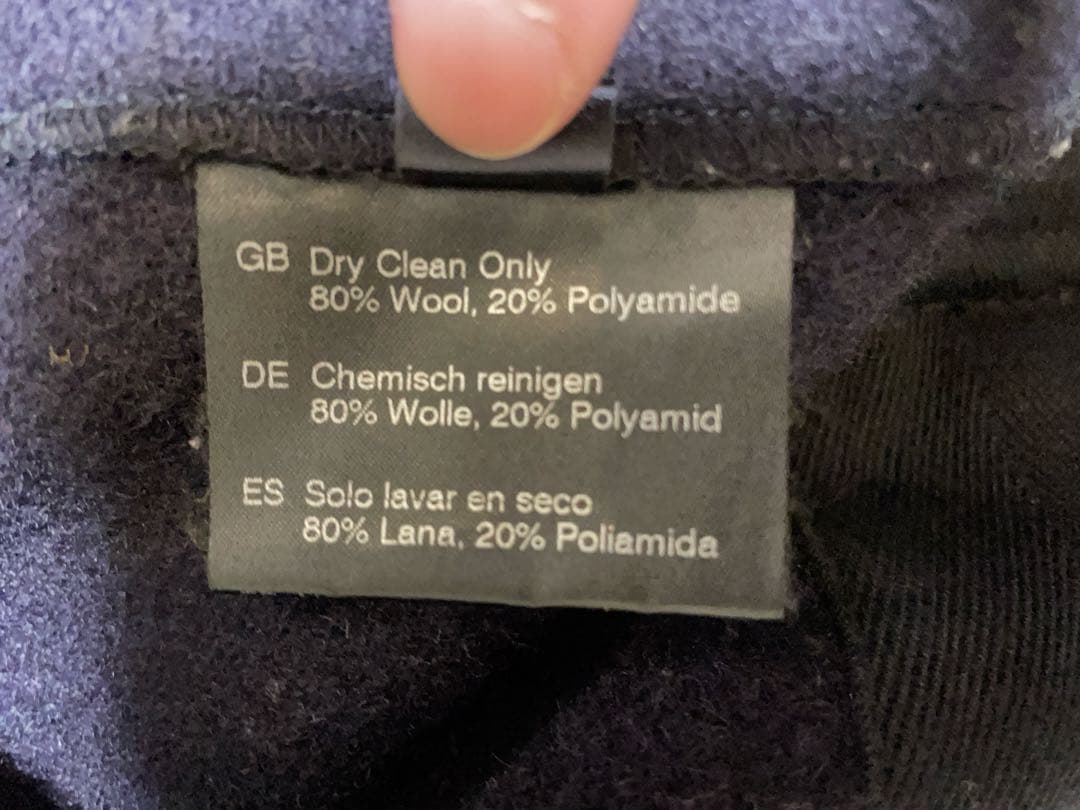 GB Dry Clean Only
80% Wool, 20% Polyamide
DE Chemisch reinigen
80% Wolle, 20% Polyamid
ES Solo lavar en seco
80% Lana, 20% Poliamida